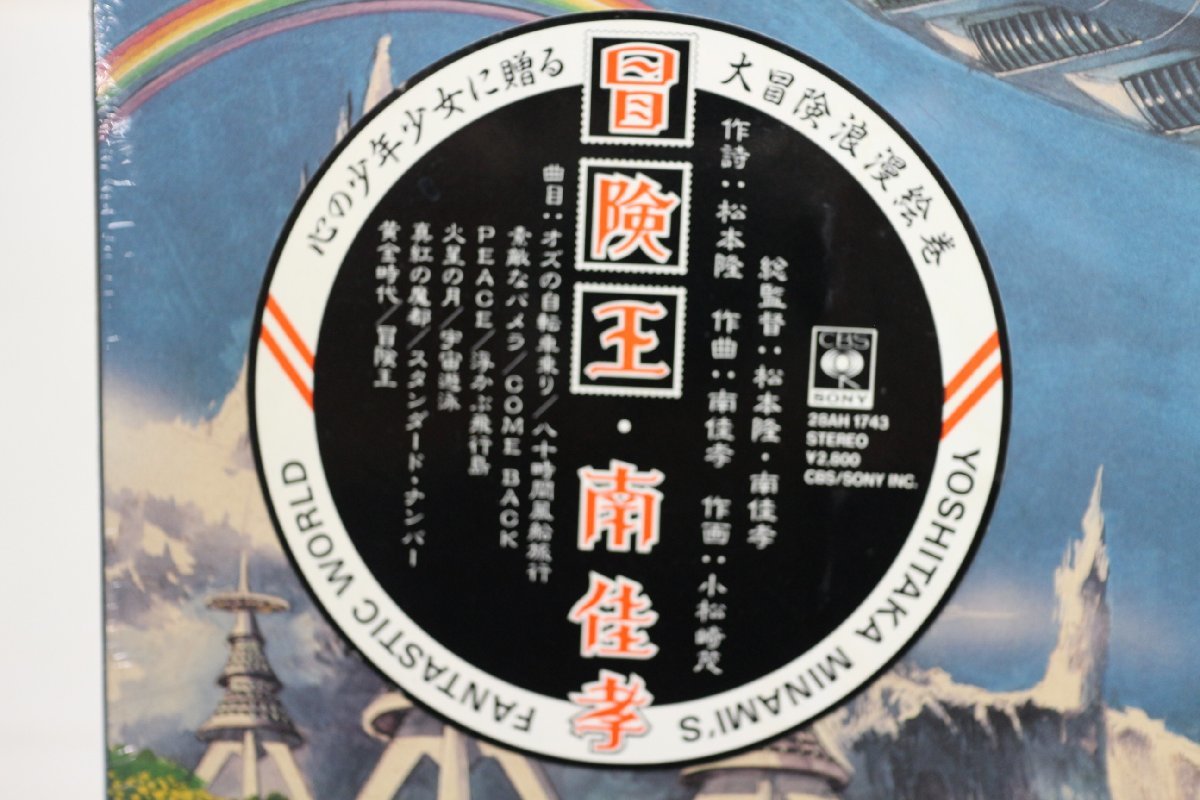 大冒険浪漫絵巻
心の少年少女に贈る
冒険王・南佳孝
総監督：松本隆・南佳孝
作詩：松本隆 作曲：南佳孝 作画：小松崎茂
曲目：オズの自転車乗り／八十時間風船旅行
素敵なパメラ／COME BACK
PEACE／浮かぶ飛行島
火星の月／宇宙遊泳
真紅の魔都／スタンダード・ナンバー
黄金時代／冒険王
CBS
SONY
28AH 1743
STEREO
¥2,800
CBS/SONY INC.
YOSHITAKA MINAMI'S
FANTASTIC WORLD